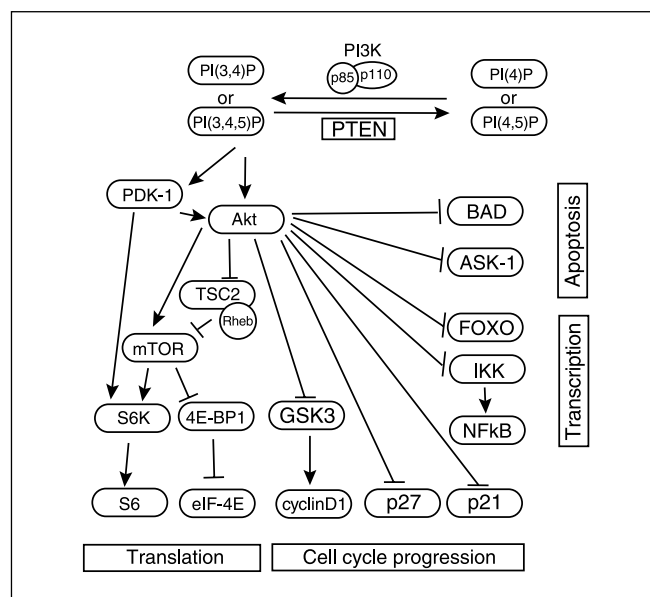 PI3K
p85 p110
PI(3,4)P
or
PI(3,4,5)P
PI(4)P
or
PI(4,5)P
PTEN
PDK-1
Akt
BAD
ASK-1
Apoptosis
TSC2
Rheb
mTOR
FOXO
IKK
NFkB
Transcription
S6K
4E-BP1
GSK3
S6
eIF-4E
cyclinD1
p27
p21
Translation
Cell cycle progression